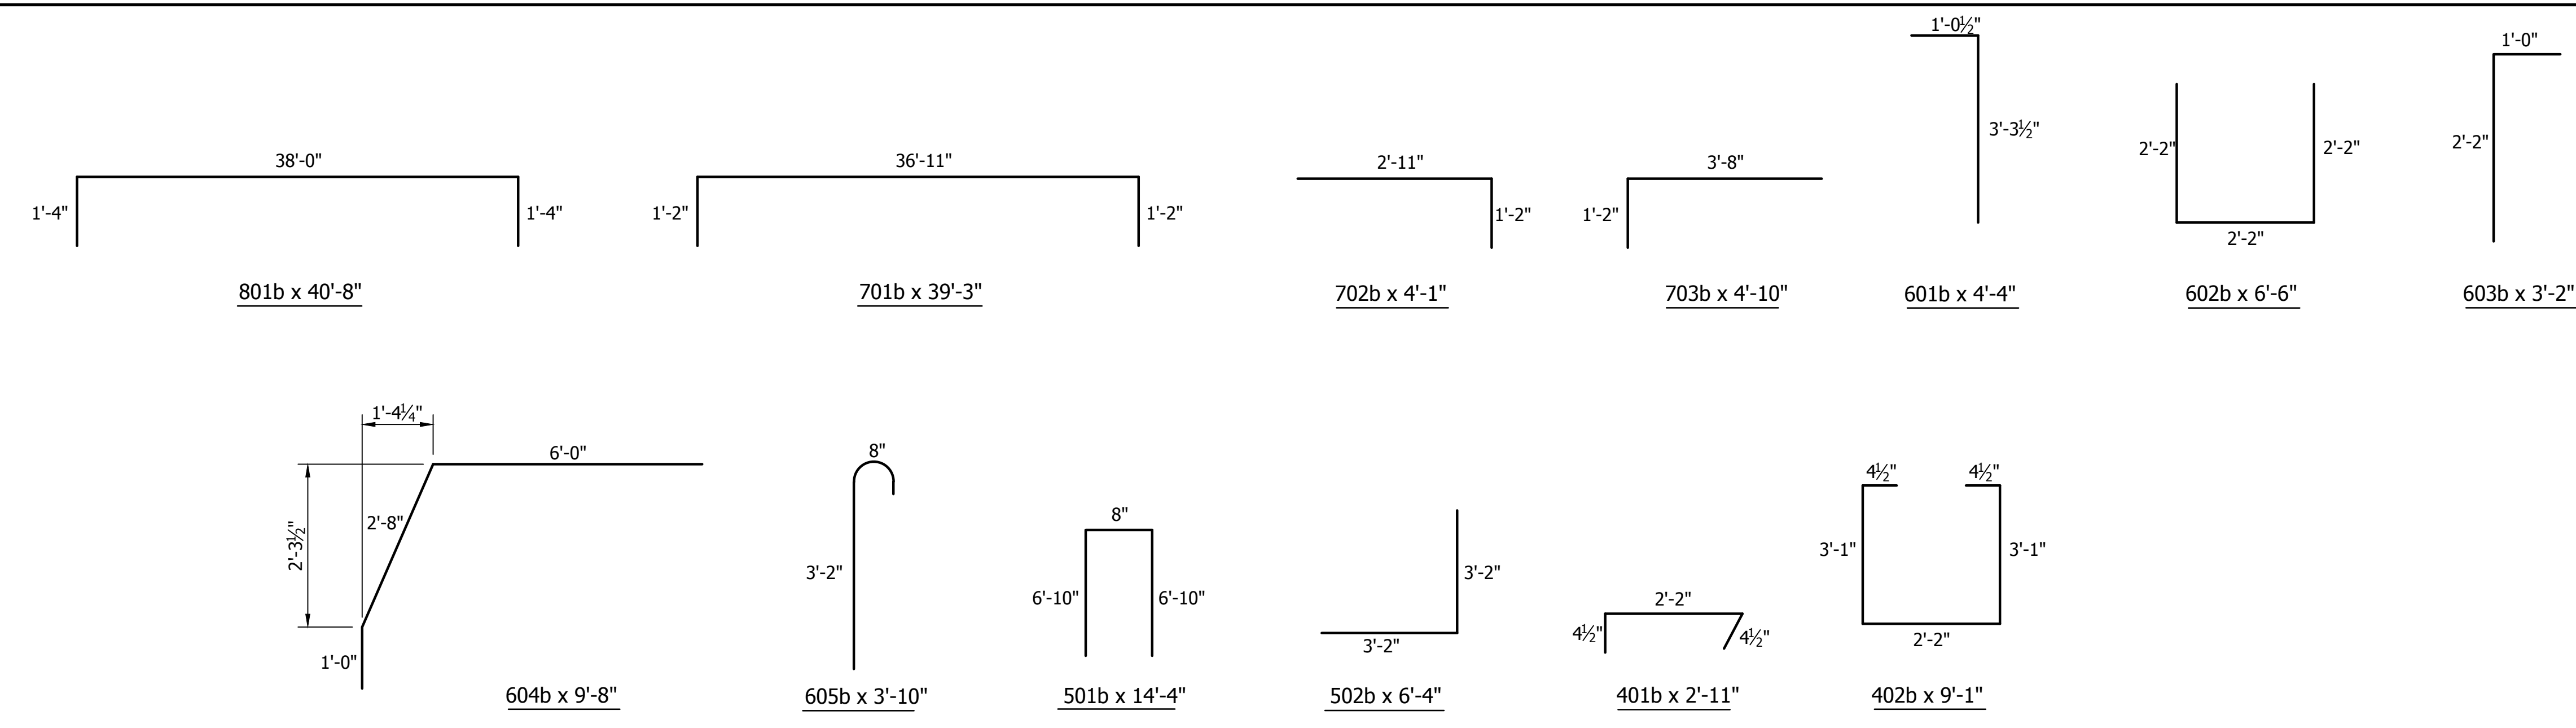 38'-0"
1'-4"
1'-4"
801b x 40'-8"
36'-11"
1'-2"
1'-2"
701b x 39'-3"
2'-11"
1'-2"
702b x 4'-1"
3'-8"
1'-2"
703b x 4'-10"
1'-0½"
3'-3½"
601b x 4'-4"
2'-2"
2'-2"
2'-2"
602b x 6'-6"
1'-0"
2'-2"
603b x 3'-2"
1'-4¼"
6'-0"
2'-3½"
2'-8"
1'-0"
604b x 9'-8"
8"
3'-2"
605b x 3'-10"
8"
6'-10"
6'-10"
501b x 14'-4"
3'-2"
3'-2"
502b x 6'-4"
2'-2"
4½"
4½"
401b x 2'-11"
4½"
4½"
3'-1"
3'-1"
2'-2"
402b x 9'-1"